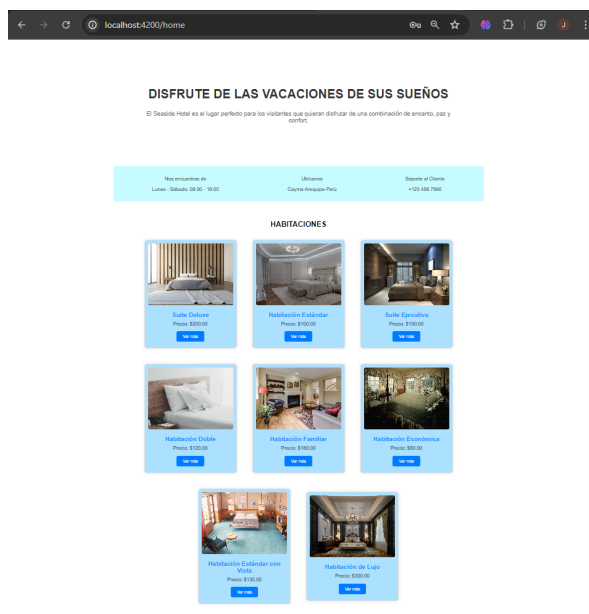 localhost:4200/home
J
DISFRUTE DE LAS VACACIONES DE SUS SUEÑOS
El Seaside Hotel es el lugar perfecto para los visitantes que quieran disfrutar de una combinación de encanto, paz y
confort.
Nos encuentras de
Ubícanos
Soporte al Cliente
Lunes - Sábado: 08:00 - 18:00
Cayma-Arequipa-Perú
+123 456 7890
HABITACIONES
Suite Deluxe
Habitación Estándar
Suite Ejecutiva
Precio: $200.00
Precio: $100.00
Precio: $150.00
Ver más
Ver más
Ver más
Habitación Doble
Habitación Familiar
Habitación Económica
Precio: $120.00
Precio: $180.00
Precio: $80.00
Ver más
Ver más
Ver más
Habitación Estándar con
Vista
Precio: $130.00
Ver más
Habitación de Lujo
Precio: $300.00
Ver más